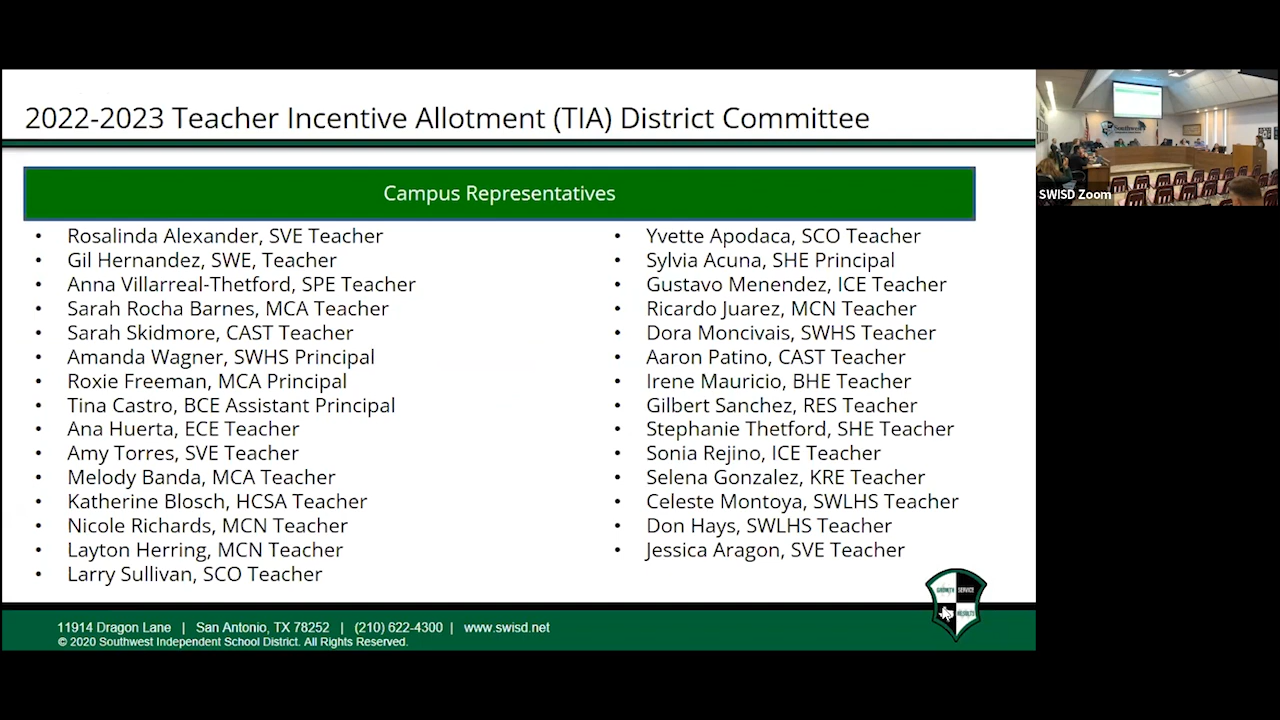 2022-2023 Teacher Incentive Allotment (TIA) District Committee
Campus Representatives
• Rosalinda Alexander, SVE Teacher
• Gil Hernandez, SWE, Teacher
• Anna Villarreal-Thetford, SPE Teacher
• Sarah Rocha Barnes, MCA Teacher
• Sarah Skidmore, CAST Teacher
• Amanda Wagner, SWHS Principal
• Roxie Freeman, MCA Principal
• Tina Castro, BCE Assistant Principal
• Ana Huerta, ECE Teacher
• Amy Torres, SVE Teacher
• Melody Banda, MCA Teacher
• Katherine Blosch, HCSA Teacher
• Nicole Richards, MCN Teacher
• Layton Herring, MCN Teacher
• Larry Sullivan, SCO Teacher
• Yvette Apodaca, SCO Teacher
• Sylvia Acuna, SHE Principal
• Gustavo Menendez, ICE Teacher
• Ricardo Juarez, MCN Teacher
• Dora Moncivais, SWHS Teacher
• Aaron Patino, CAST Teacher
• Irene Mauricio, BHE Teacher
• Gilbert Sanchez, RES Teacher
• Stephanie Thetford, SHE Teacher
• Sonia Rejino, ICE Teacher
• Selena Gonzalez, KRE Teacher
• Celeste Montoya, SWLHS Teacher
• Don Hays, SWLHS Teacher
• Jessica Aragon, SVE Teacher
11914 Dragon Lane | San Antonio, TX 78252 | (210) 622-4300 | www.swisd.net
© 2020 Southwest Independent School District. All Rights Reserved.
GROWTH SERVICE
RESULTS
Southwest
SWISD Zoom